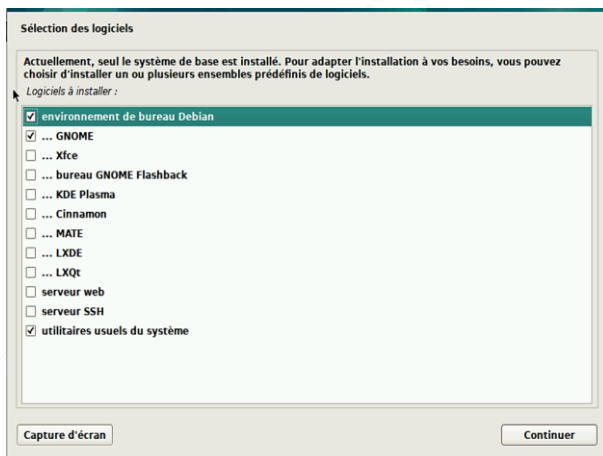 Sélection des logiciels
Actuellement, seul le système de base est installé. Pour adapter l'installation à vos besoins, vous pouvez
choisir d'installer un ou plusieurs ensembles prédéfinis de logiciels.
Logiciels à installer :
environnement de bureau Debian
... GNOME
... Xfce
... bureau GNOME Flashback
... KDE Plasma
... Cinnamon
... MATE
... LXDE
... LXQt
serveur web
serveur SSH
utilitaires usuels du système
Capture d'écran
Continuer